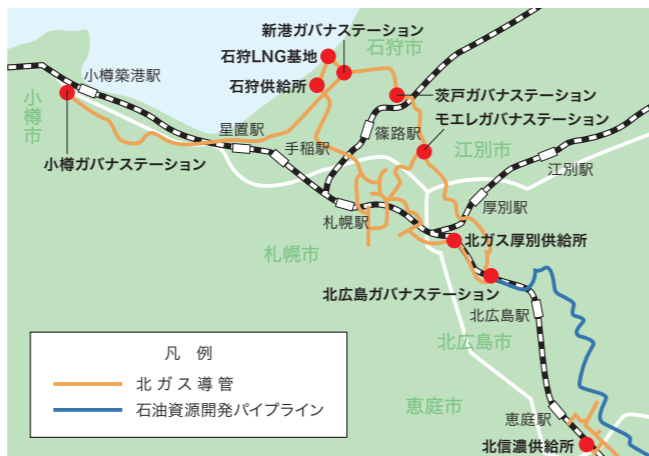 新港ガバナステーション
石狩市
石狩LNG基地
石狩供給所
小樽築港駅
小樽市
茨戸ガバナステーション
モエレガバナステーション
星置駅
篠路駅
手稲駅
江別市
小樽ガバナステーション
江別駅
厚別駅
札幌駅
札幌市
北ガス厚別供給所
北広島ガバナステーション
北広島駅
北広島市
凡 例
北ガス導管
石油資源開発パイプライン
恵庭市
恵庭駅
北信濃供給所